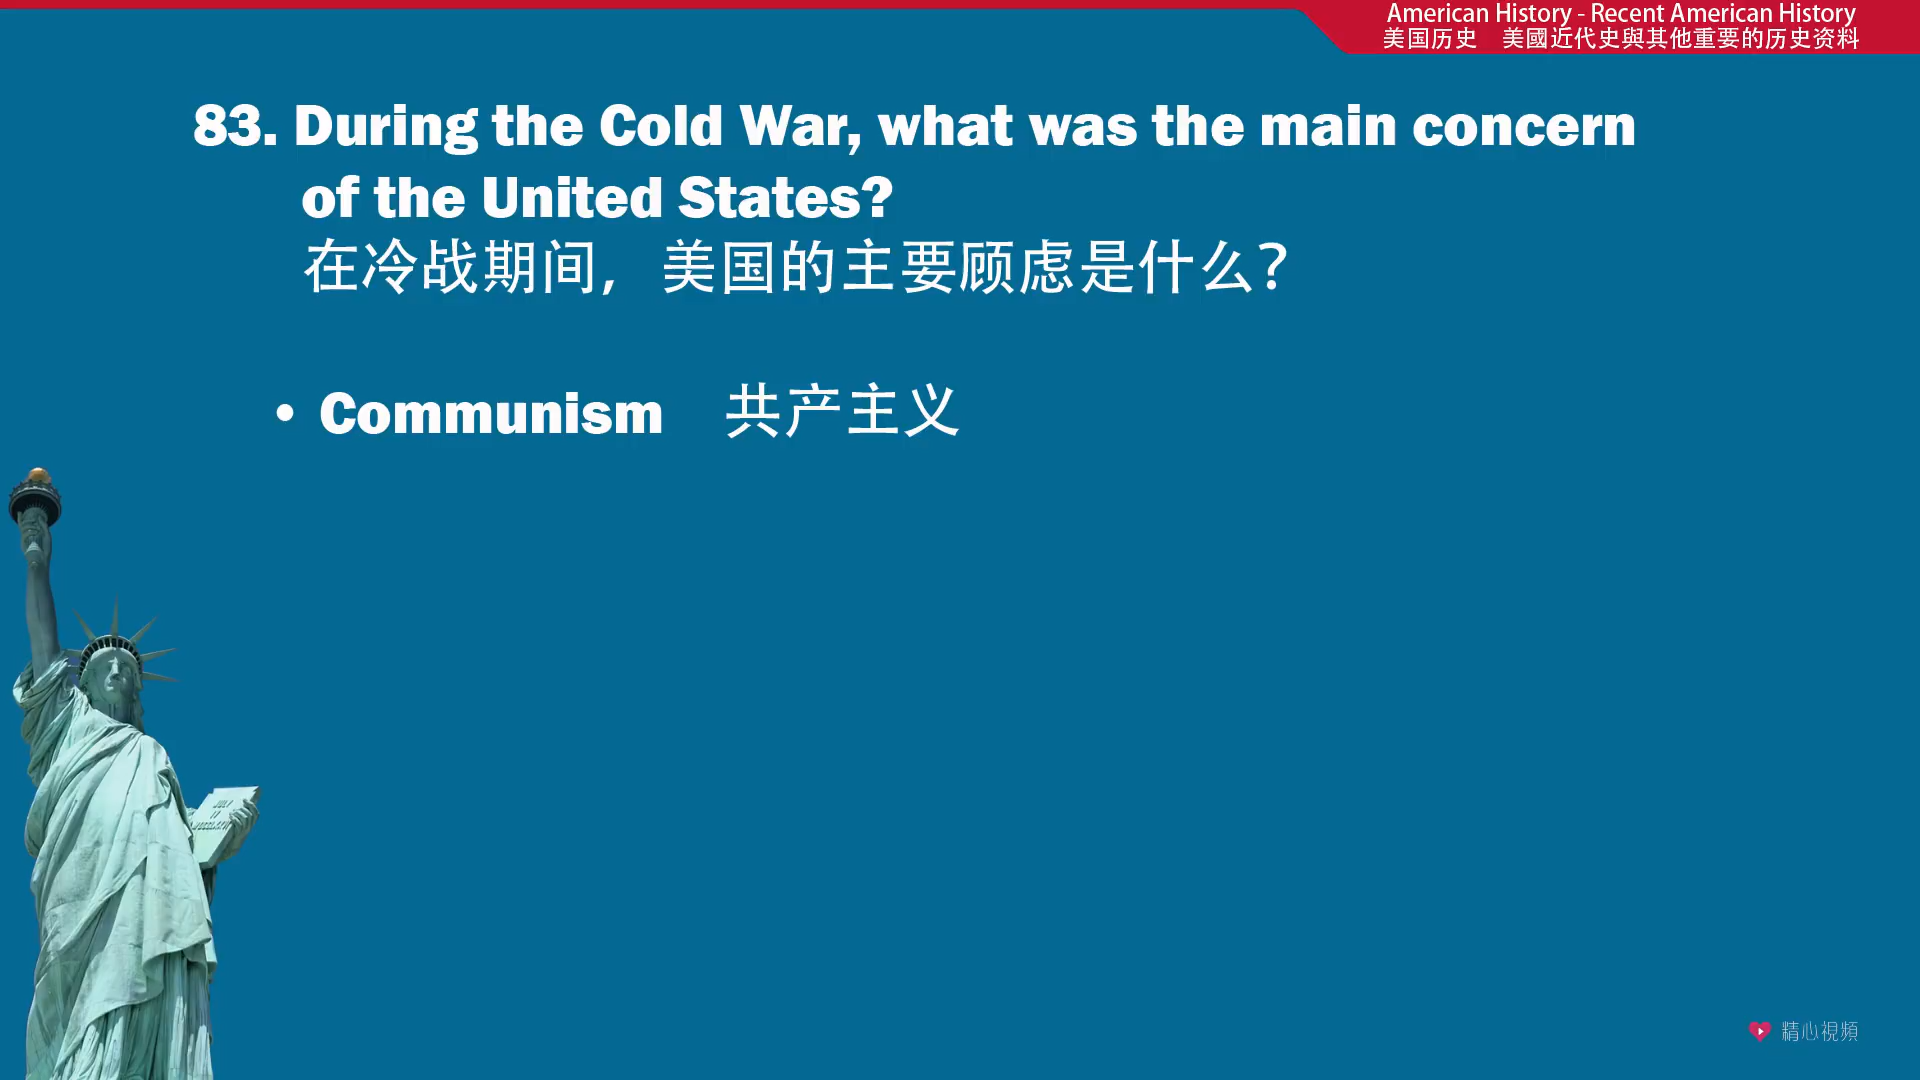 American History - Recent American History
美国历史 美國近代史與其他重要的历史资料
83. During the Cold War, what was the main concern
of the United States?
在冷战期间，美国的主要顾虑是什么？
• Communism 共产主义
JULY
精心視頻